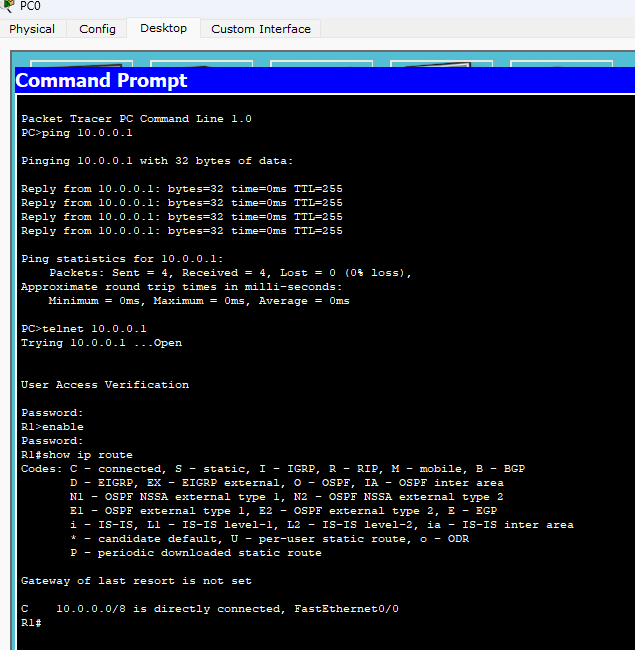 PC0
Physical Config Desktop Custom Interface
Command Prompt
Packet Tracer PC Command Line 1.0
PC>ping 10.0.0.1
Pinging 10.0.0.1 with 32 bytes of data:
Reply from 10.0.0.1: bytes=32 time=0ms TTL=255
Reply from 10.0.0.1: bytes=32 time=0ms TTL=255
Reply from 10.0.0.1: bytes=32 time=0ms TTL=255
Reply from 10.0.0.1: bytes=32 time=0ms TTL=255
Ping statistics for 10.0.0.1:
    Packets: Sent = 4, Received = 4, Lost = 0 (0% loss),
Approximate round trip times in milli-seconds:
    Minimum = 0ms, Maximum = 0ms, Average = 0ms
PC>telnet 10.0.0.1
Trying 10.0.0.1 ...Open
User Access Verification
Password:
R1>enable
Password:
R1#show ip route
Codes: C - connected, S - static, I - IGRP, R - RIP, M - mobile, B - BGP
       D - EIGRP, EX - EIGRP external, O - OSPF, IA - OSPF inter area
       N1 - OSPF NSSA external type 1, N2 - OSPF NSSA external type 2
       E1 - OSPF external type 1, E2 - OSPF external type 2, E - EGP
       i - IS-IS, L1 - IS-IS level-1, L2 - IS-IS level-2, ia - IS-IS inter area
       * - candidate default, U - per-user static route, o - ODR
       P - periodic downloaded static route
Gateway of last resort is not set
C    10.0.0.0/8 is directly connected, FastEthernet0/0
R1#